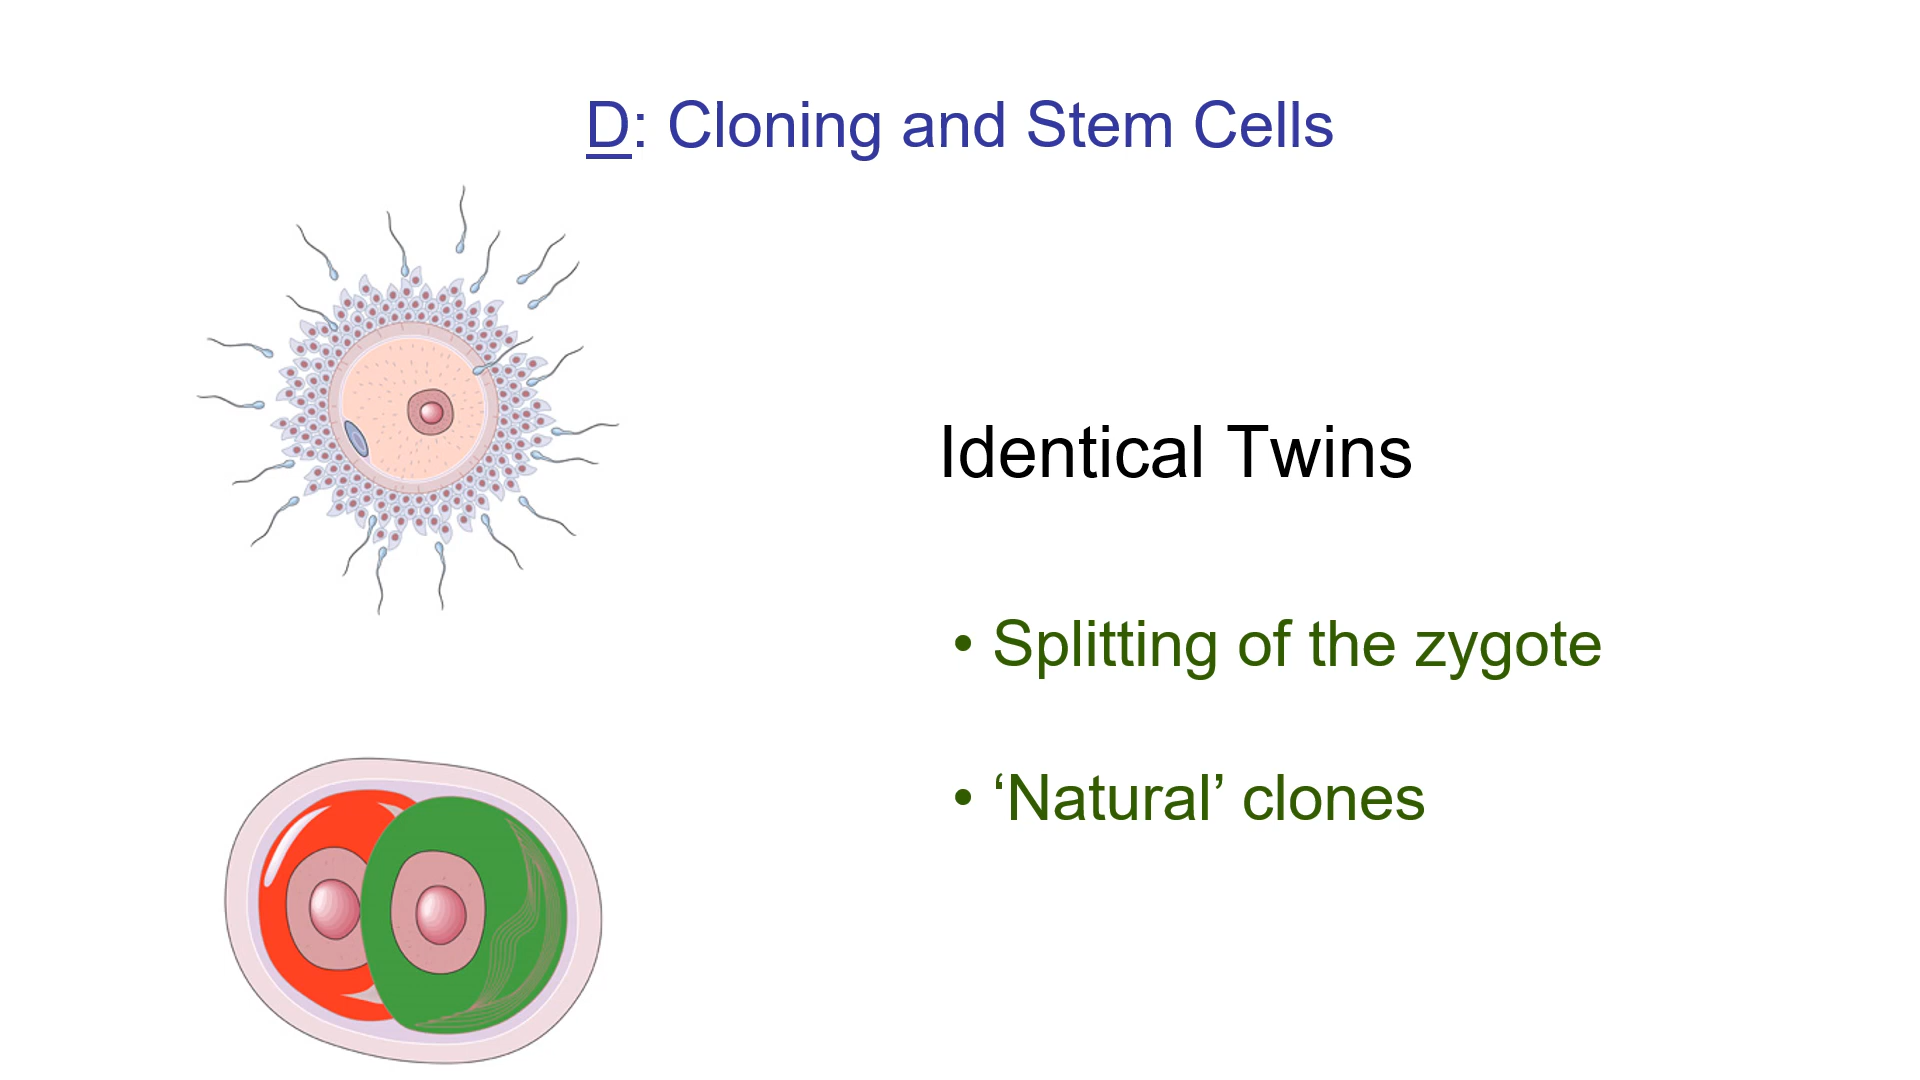 D: Cloning and Stem Cells
Identical Twins
• Splitting of the zygote
• ‘Natural’ clones